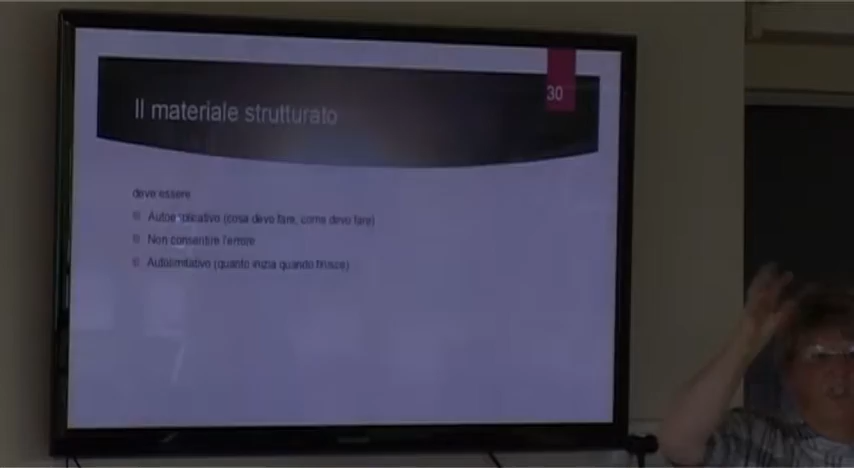 Il materiale strutturato
30
deve essere
Autoesplicativo (cosa devo fare, come devo fare)
Non consentire l'errore
(quando inizia quando finisce)